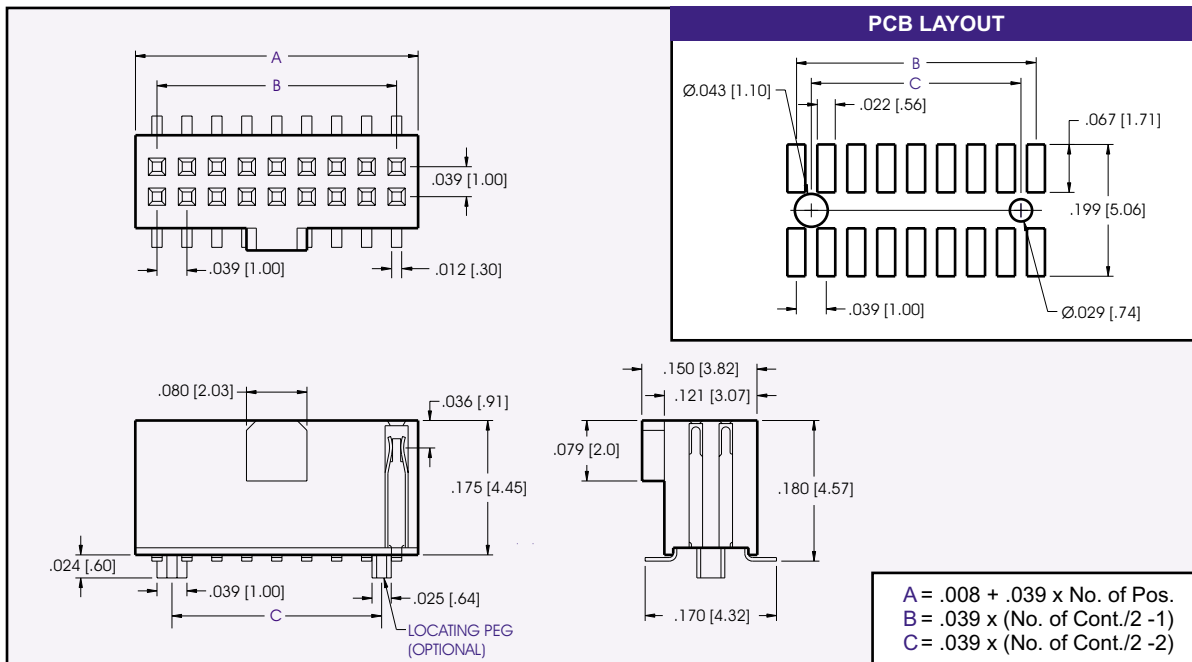 PCB LAYOUT
A
B
.039 [1.00]
.039 [1.00]
.012 [.30]
B
C
Ø.043 [1.10]
.022 [.56]
.067 [1.71]
.199 [5.06]
.039 [1.00]
Ø.029 [.74]
.080 [2.03]
.036 [.91]
.175 [4.45]
.024 [.60]
.039 [1.00]
.025 [.64]
C
LOCATING PEG
(OPTIONAL)
.150 [3.82]
.121 [3.07]
.079 [2.0]
.180 [4.57]
.170 [4.32]
A = .008 + .039 x No. of Pos.
B = .039 x (No. of Cont./2 -1)
C = .039 x (No. of Cont./2 -2)